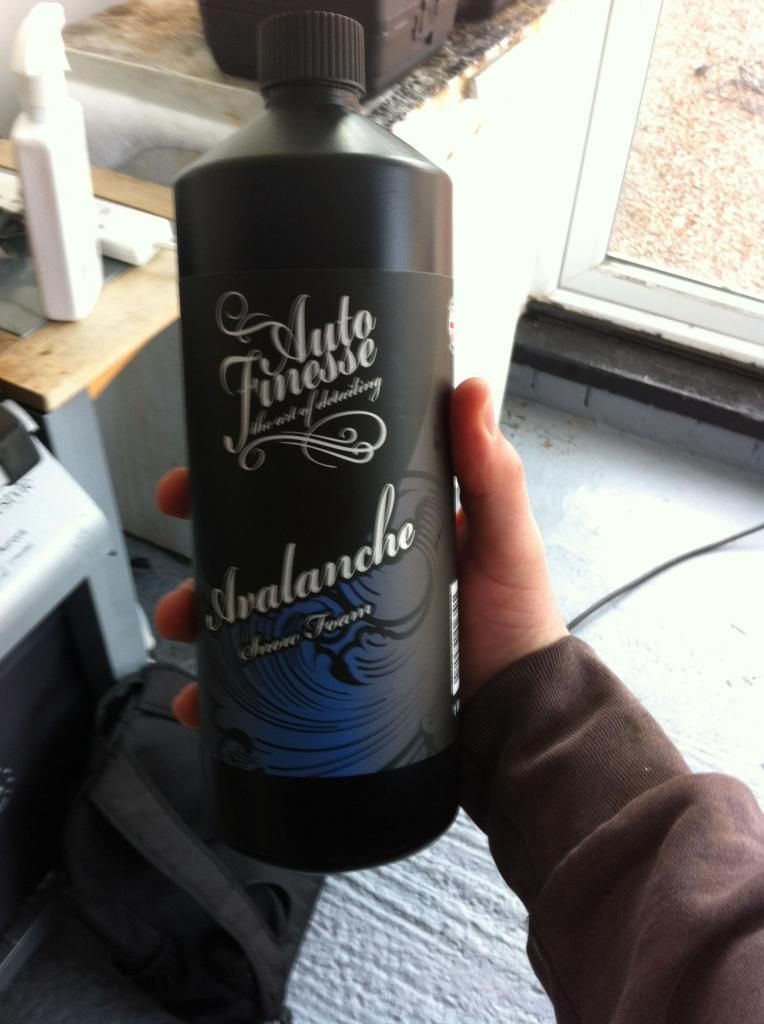 Auto
Finesse
the art of detailing
Avalanche
Snow Foam